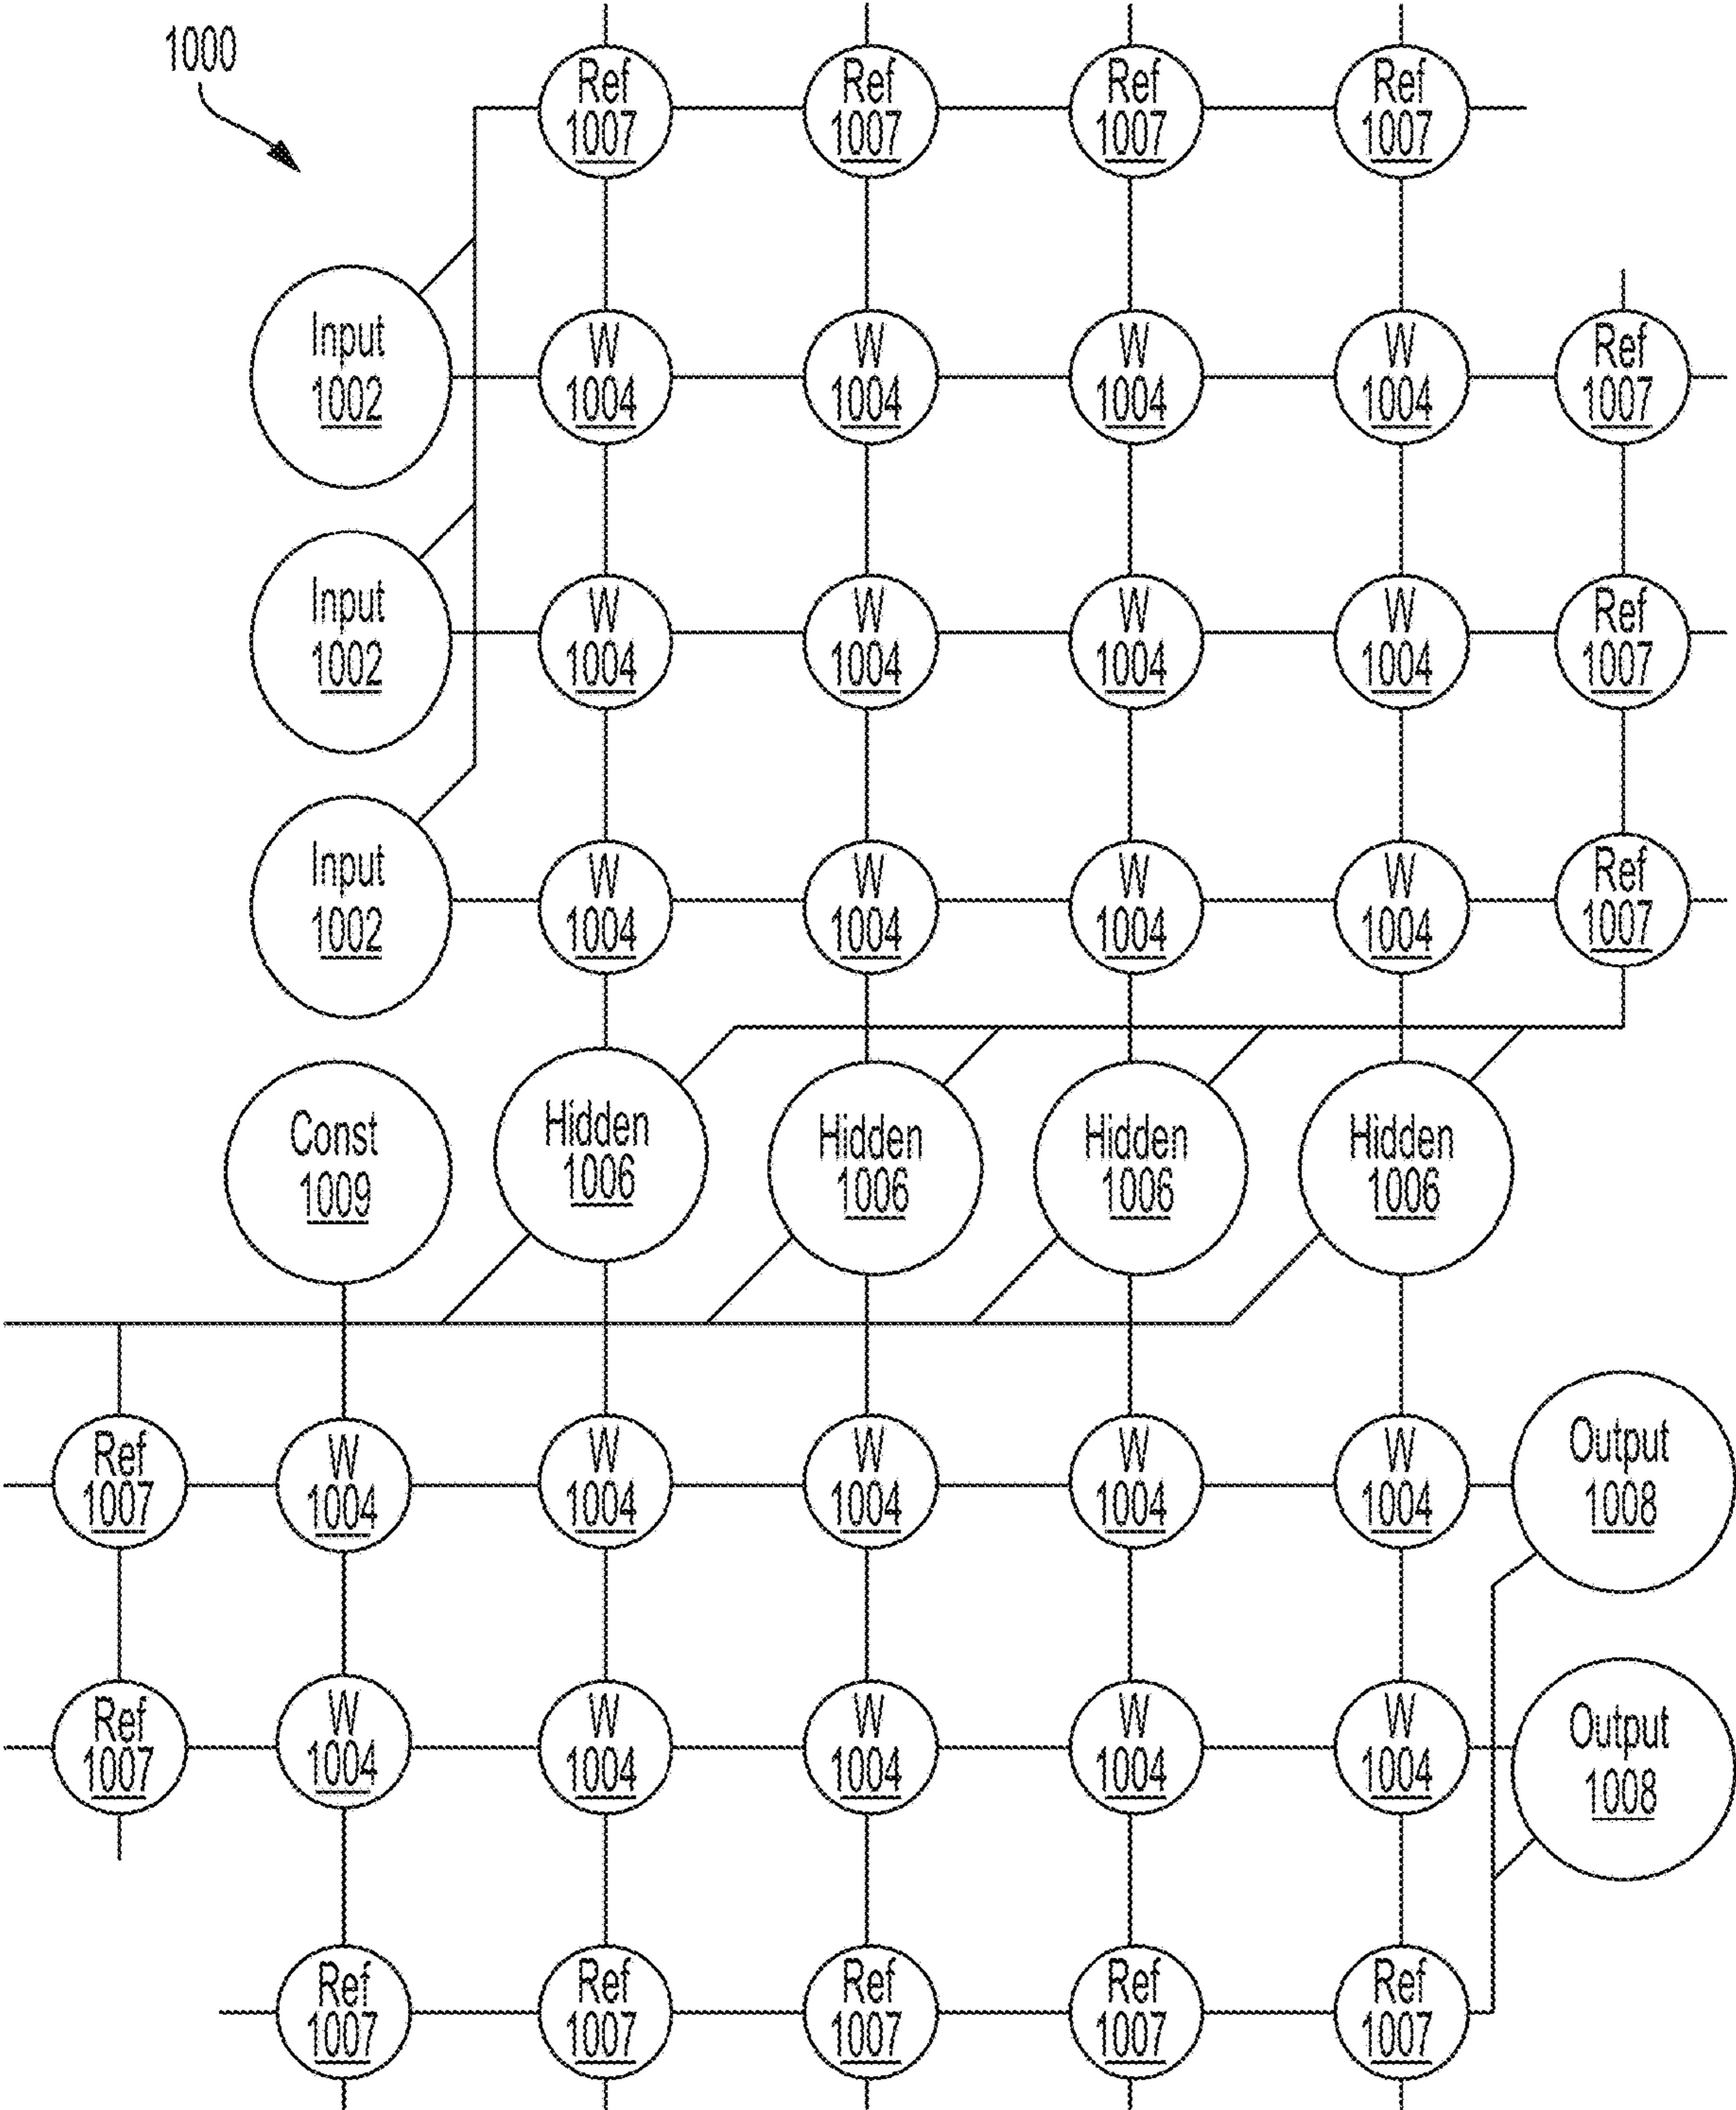 1000
Ref Ref Ref Ref
1007 1007 1007 1007
Input W W W W Ref
1002 1004 1004 1004 1004 1007
Input W W W W Ref
1002 1004 1004 1004 1004 1007
Input W W W W Ref
1002 1004 1004 1004 1004 1007
Const Hidden Hidden Hidden Hidden
1009 1006 1006 1006 1006
Ref W W W W W Output
1007 1004 1004 1004 1004 1004 1008
Ref W W W W W Output
1007 1004 1004 1004 1004 1004 1008
Ref Ref Ref Ref Ref
1007 1007 1007 1007 1007